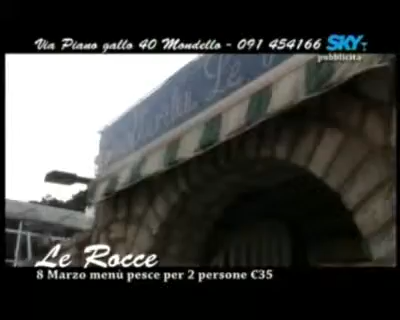 Via Piano gallo 40 Mondello - 091 454166 SKY
pubblicità
Le Rocce
8 Marzo menù pesce per 2 persone €35